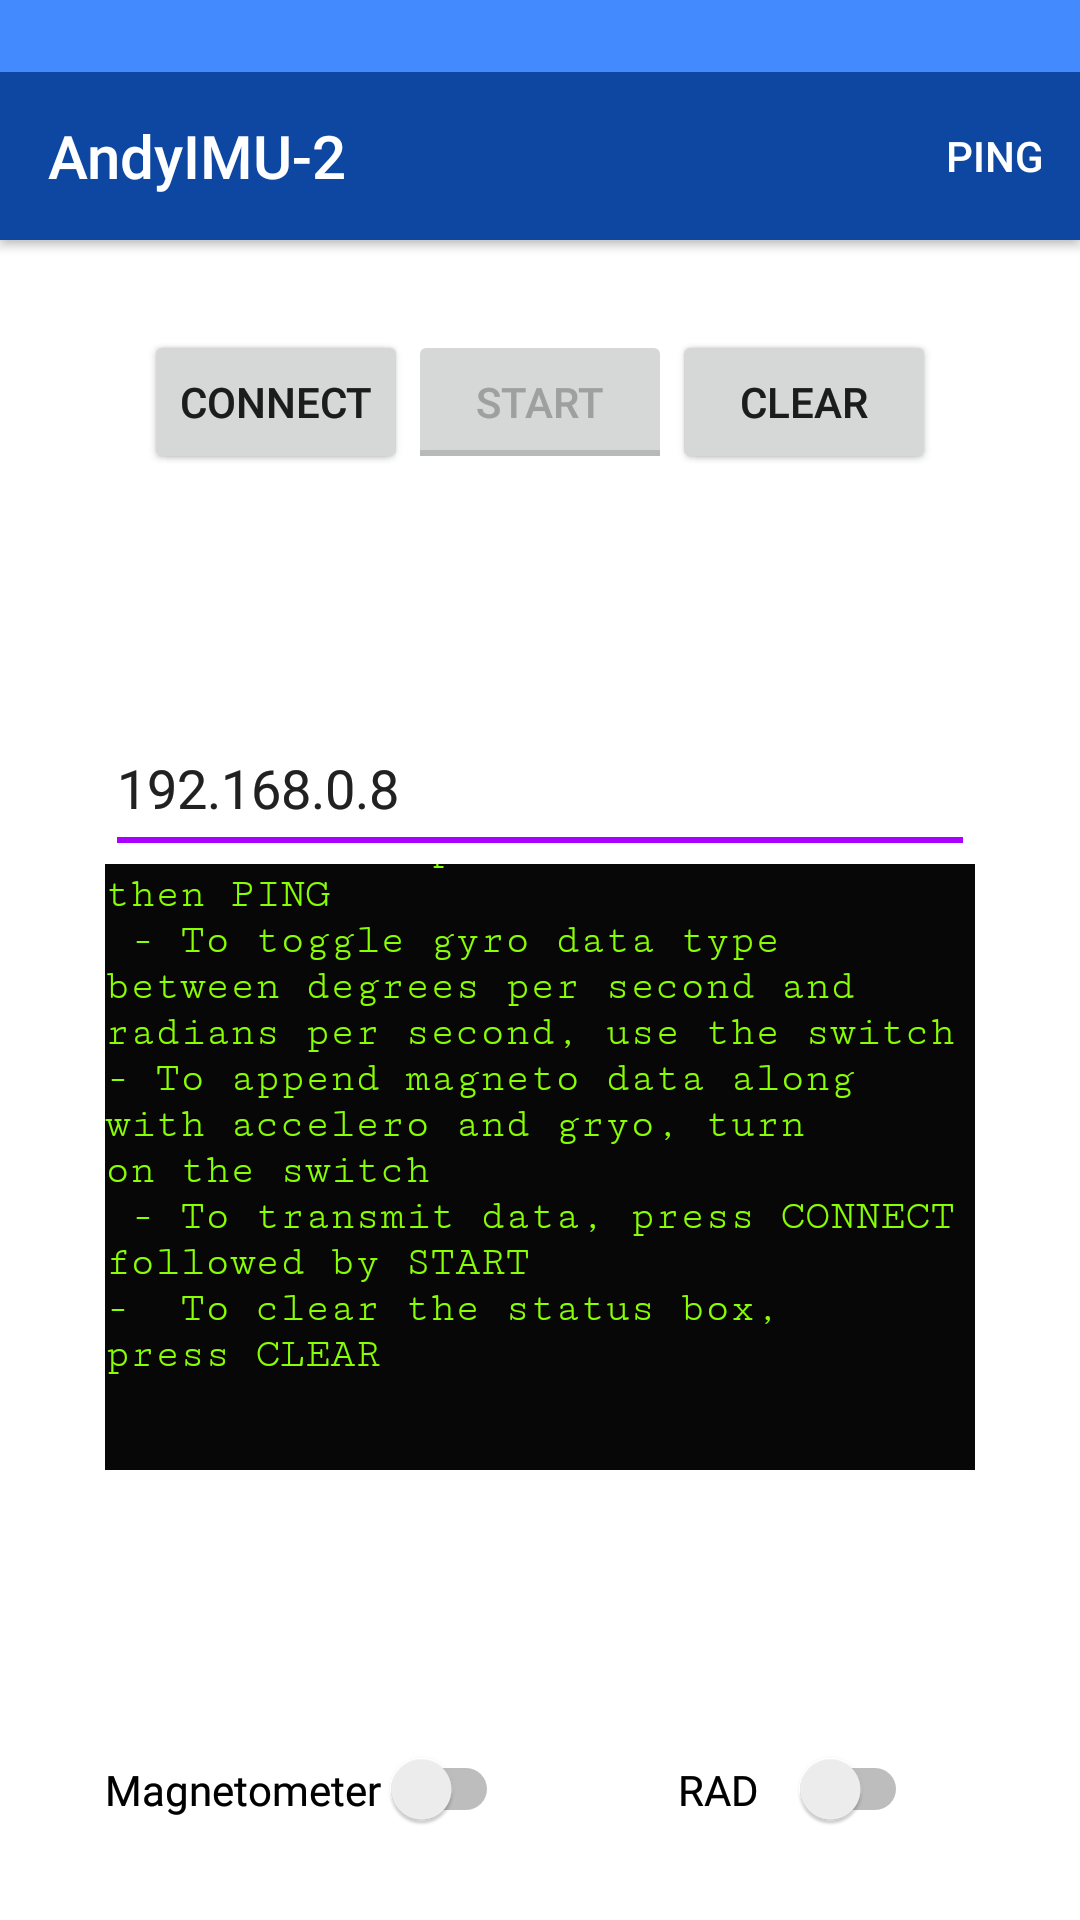 AndyIMU-2 PING
CONNECT START CLEAR
192.168.0.8
then PING
- To toggle gyro data type
between degrees per second and
radians per second, use the switch
- To append magneto data along
with accelero and gryo, turn
on the switch
- To transmit data, press CONNECT
followed by START
-  To clear the status box,
press CLEAR
Magnetometer RAD